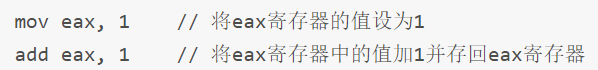 mov eax, 1    // 将eax寄存器的值设为1
add eax, 1    // 将eax寄存器中的值加1并存回eax寄存器